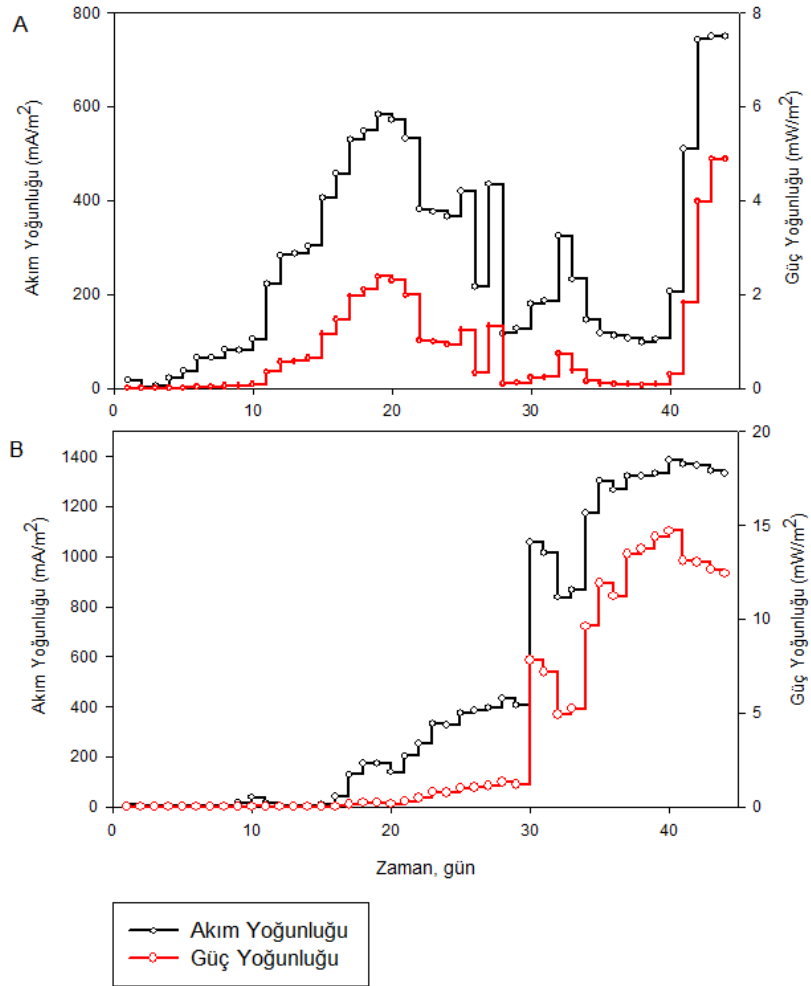 A
Akım Yoğunluğu (mA/m²)
800
600
400
200
0
Güç Yoğunluğu (mW/m²)
8
6
4
2
0
0 10 20 30 40
B
Akım Yoğunluğu (mA/m²)
1400
1200
1000
800
600
400
200
0
Güç Yoğunluğu (mW/m²)
20
15
10
5
0
0 10 20 30 40
Zaman, gün
Akım Yoğunluğu
Güç Yoğunluğu